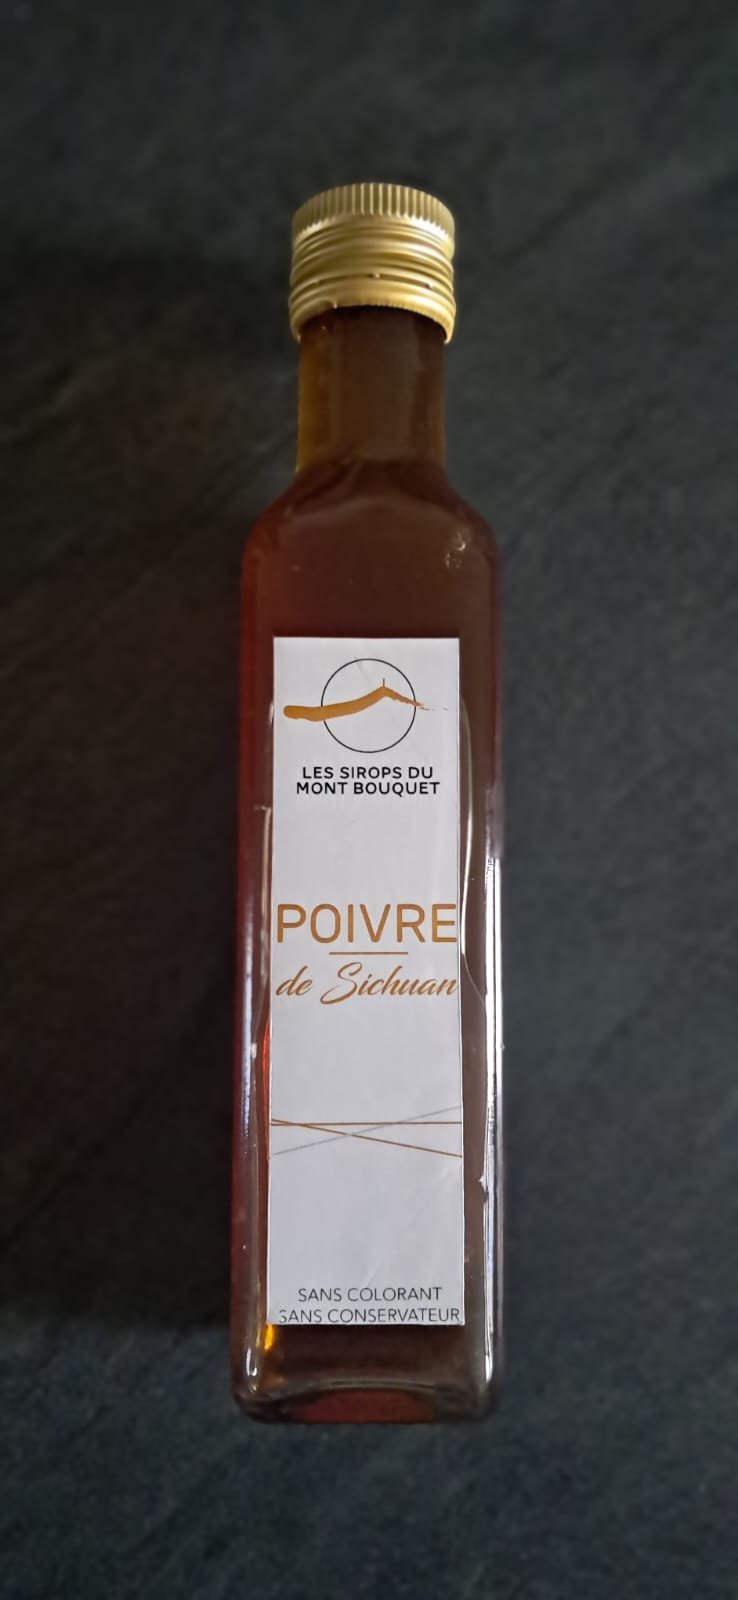 LES SIROPS DU
MONT BOUQUET
POIVRE
de Sichuan
SANS COLORANT
SANS CONSERVATEUR